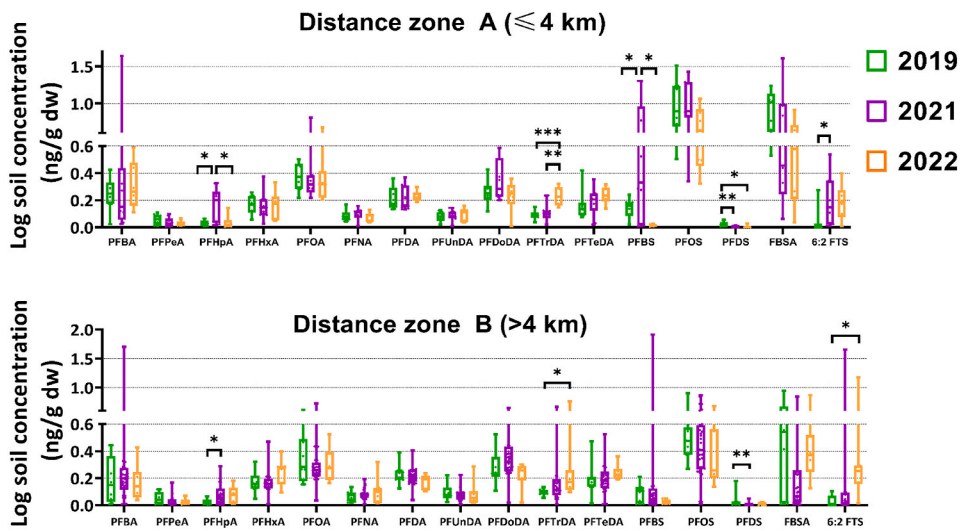 Distance zone A (≤ 4 km)
Log soil concentration
(ng/g dw)
1.5
1.0
0.6
0.4
0.2
0.0
* * *** ** * * ** * *
PFBA PFPeA PFHpA PFHxA PFOA PFNA PFDA PFUnDA PFDoDA PFTrDA PFTeDA PFBS PFOS PFDS FBSA 6:2 FTS
2019
2021
2022
Distance zone B (>4 km)
Log soil concentration
(ng/g dw)
2.0
1.5
1.0
0.6
0.4
0.2
0.0
* * ** *
PFBA PFPeA PFHpA PFHxA PFOA PFNA PFDA PFUnDA PFDoDA PFTrDA PFTeDA PFBS PFOS PFDS FBSA 6:2 FTS